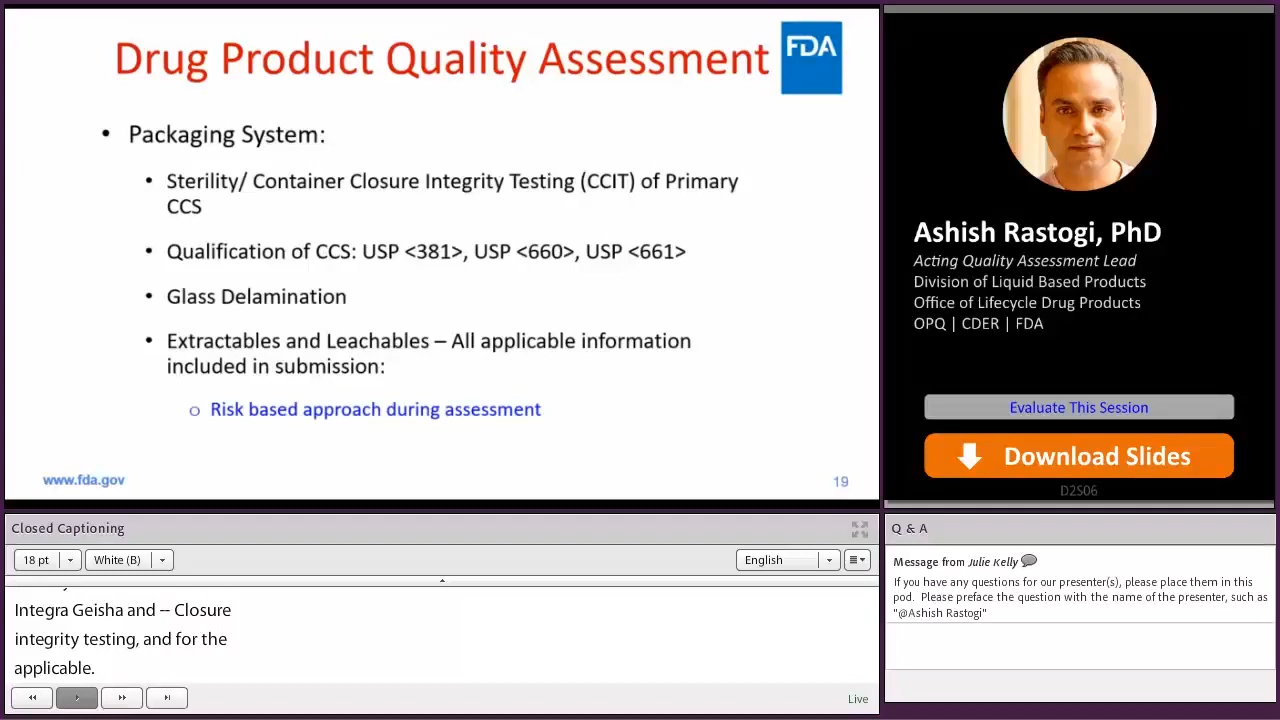 Drug Product Quality Assessment
FDA
• Packaging System:
• Sterility/ Container Closure Integrity Testing (CCIT) of Primary
CCS
• Qualification of CCS: USP <381>, USP <660>, USP <661>
• Glass Delamination
• Extractables and Leachables – All applicable information
included in submission:
o Risk based approach during assessment
www.fda.gov
19
Ashish Rastogi, PhD
Acting Quality Assessment Lead
Division of Liquid Based Products
Office of Lifecycle Drug Products
OPQ | CDER | FDA
Evaluate This Session
Download Slides
D2S06
Closed Captioning
18 pt
White (B)
English
Integra Geisha and -- Closure
integrity testing, and for the
applicable.
Live
Q & A
Message from Julie Kelly
If you have any questions for our presenter(s), please place them in this
pod. Please preface the question with the name of the presenter, such as
"@Ashish Rastogi"